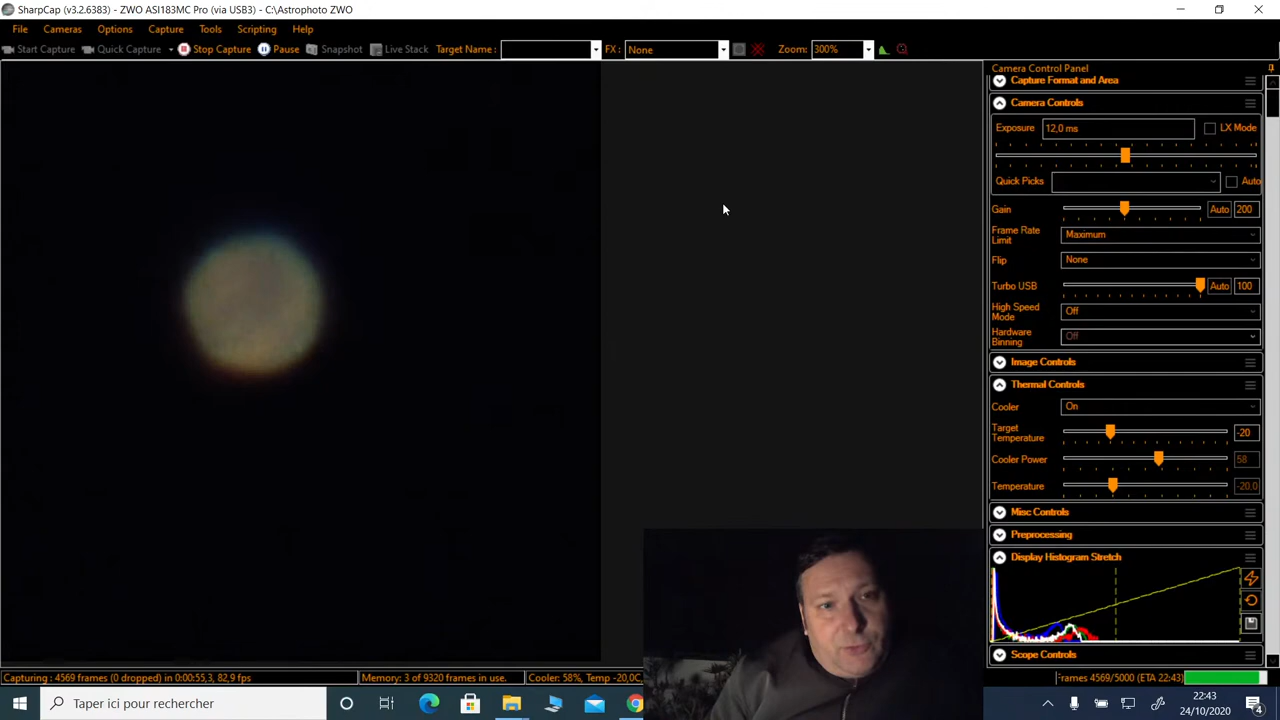 SharpCap (v3.2.6383) - ZWO ASI183MC Pro (via USB3) - C:\Astrophoto ZWO
File Cameras Options Capture Tools Scripting Help
Start Capture Quick Capture Stop Capture Pause Snapshot Live Stack Target Name : FX : None Zoom: 300%
Camera Control Panel
Capture Format and Area
Camera Controls
Exposure 12,0 ms LX Mode
Quick Picks Auto
Gain Auto 200
Frame Rate Limit Maximum
Flip None
Turbo USB Auto 100
High Speed Mode Off
Hardware Binning Off
Image Controls
Thermal Controls
Cooler On
Target Temperature -20
Cooler Power 58
Temperature -20,0
Misc Controls
Preprocessing
Display Histogram Stretch
Scope Controls
Capturing : 4569 frames (0 dropped) in 0:00:55,3, 82,9 fps Memory: 3 of 9320 frames in use. Cooler: 58%, Temp -20,0C, Frames 4569/5000 (ETA 22:43)
Taper ici pour rechercher
22:43
24/10/2020
4